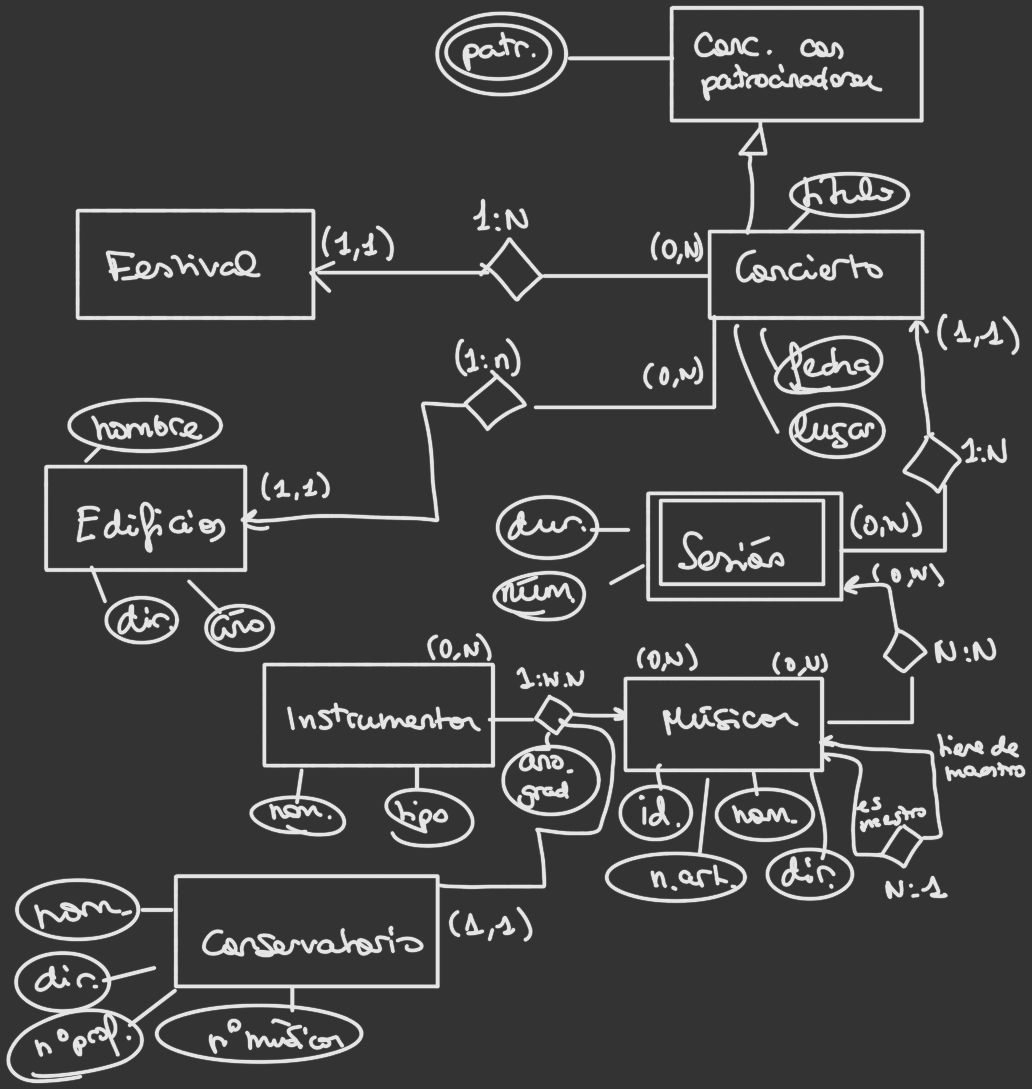 patr.
Conc. con
patrocinadores
título
1:N
(1,1)
(0,N)
Festival
Concierto
(1,1)
(1:n)
(0,N)
fecha
lugar
nombre
1:N
(1,1)
Edificios
dur.
Sesión
(0,N)
(0,N)
núm.
dir.
año
(0,N)
1:N:N
(0,N)
(0,N)
N:N
Instrumentos
Músicos
tiene de
maestro
año.
grad
nom.
tipo
id.
nom.
es
maestro
n.art.
dir.
N:1
nom.
(1,1)
Conservatorio
dir.
nº prof.
nº músicos